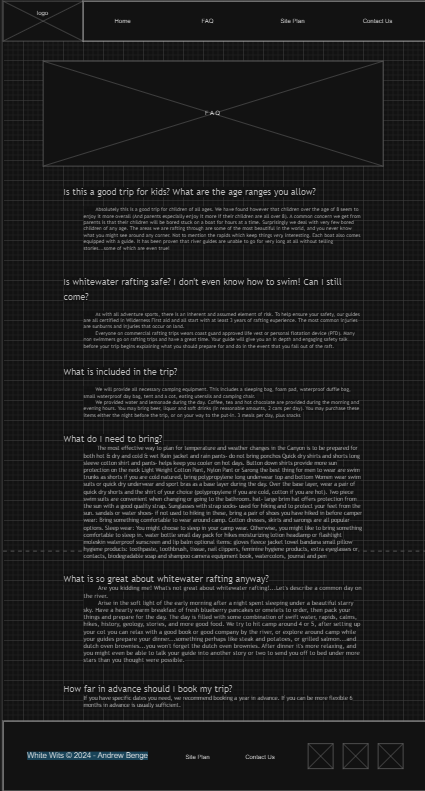 logo
Home
FAQ
Site Plan
Contact Us
FAQ
Is this a good trip for kids? What are the age ranges you allow?
Absolutely this is a good trip for children of all ages. We have found however that children over the age of 8 seem to
enjoy it more overall (And parents especially enjoy it more if their children are all over 8). A common concern we get from
parents is that their children will be bored stuck on a boat for hours at a time. Surprisingly we deal with very few bored
children of any age. The areas we are rafting through are some of the most beautiful in the world, and you never know
what you might see around any corner. Not to mention the rapids which keep things very interesting. Each boat also comes
equipped with a guide. It has been proven that river guides are unable to go for very long at all without telling
stories...some of which are even true!
Is whitewater rafting safe? I don't even know how to swim! Can I still
come?
As with all adventure sports, there is an inherent and assumed element of risk. To help ensure your safety, our guides
are all certified in Wilderness First aid and all start with at least 3 years of rafting experience. The most common injuries
are sunburns and injuries that occur on land.
Everyone on commercial rafting trips wears coast guard approved life vest or personal flotation device (PFD). Many
non swimmers go on rafting trips and have a great time. Your guide will give you an in depth and engaging safety talk
before your trip begins explaining what you should prepare for and do in the event that you fall out of the raft.
What is included in the trip?
We will provide all necessary camping equipment. This includes a sleeping bag, foam pad, waterproof duffle bag,
small waterproof day bag, tent and a cot, eating utensils and camping chair.
We provided water and lemonade during the day. Coffee, tea and hot chocolate are provided during the morning and
evening hours. You may bring beer, liquor and soft drinks (in reasonable amounts, 2 cans per day). You may purchase these
items either the night before the trip, or on your way to the put-in. 3 meals per day, plus snacks
What do I need to bring?
The most effective way to plan for temperature and weather changes in the Canyon is to be prepared for
both hot & dry and cold & wet Rain jacket and rain pants- do not bring ponchos Quick dry shirts and shorts long
sleeve cotton shirt and pants- helps keep you cooler on hot days. Button down shirts provide more sun
protection on the neck Light Weight Cotton Pant, Nylon Pant or Sarong the best thing for men to wear are swim
trunks as shorts if you are cold natured, bring polypropylene long underwear top and bottom Women wear swim
suits or quick dry underwear and sport bras as a base layer during the day. Over the base layer, wear a pair of
quick dry shorts and the shirt of your choice (polypropylene if you are cold, cotton if you are hot). Two piece
swim suits are convenient when changing or going to the bathroom. hat- large brim hat offers protection from
the sun with a good quality strap. Sunglasses with strap socks- used for hiking and to protect your feet from the
sun. sandals or water shoes- if not used to hiking in these, bring a pair of shoes you have hiked in before camper
wear: Bring something comfortable to wear around camp. Cotton dresses, skirts and sarongs are all popular
options. Sleep wear: You might choose to sleep in your camp wear. Otherwise, you might like to bring something
comfortable to sleep in. water bottle small day pack for hikes moisturizing lotion headlamp or flashlight
moleskin waterproof sunscreen and lip balm optional items: gloves fleece jacket towel bandana small pillow
hygiene products: toothpaste, toothbrush, tissue, nail clippers, feminine hygiene products, extra eyeglasses or
contacts, biodegradable soap and shampoo camera equipment book, water-colors, journal and pen
What is so great about whitewater rafting anyway?
Are you kidding me! What's not great about whitewater rafting!...Let's describe a common day on
the river.
Arise in the soft light of the early morning after a night spent sleeping under a beautiful starry
sky. Have a hearty warm breakfast of fresh blueberry pancakes or omelets to order, then pack your
things and prepare for the day. The day is filled with some combination of swift water, rapids, calms,
hikes, history, geology, stories, and more good food. We try to hit camp around 4 or 5, after setting up
your cot you can relax with a good book or good company by the river, or explore around camp while
your guides prepare your dinner...something perhaps like steak and potatoes, or grilled salmon...and
dutch oven brownies...you won't forget the dutch oven brownies. After dinner it's more relaxing, and
you might even be able to talk your guide into another story or two to send you off to bed under more
stars than you thought were possible.
How far in advance should I book my trip?
If you have specific dates you need, we recommend booking a year in advance. If you can be more flexible 6
months in advance is usually sufficient.
White Wits © 2024 - Andrew Benge
Site Plan
Contact Us